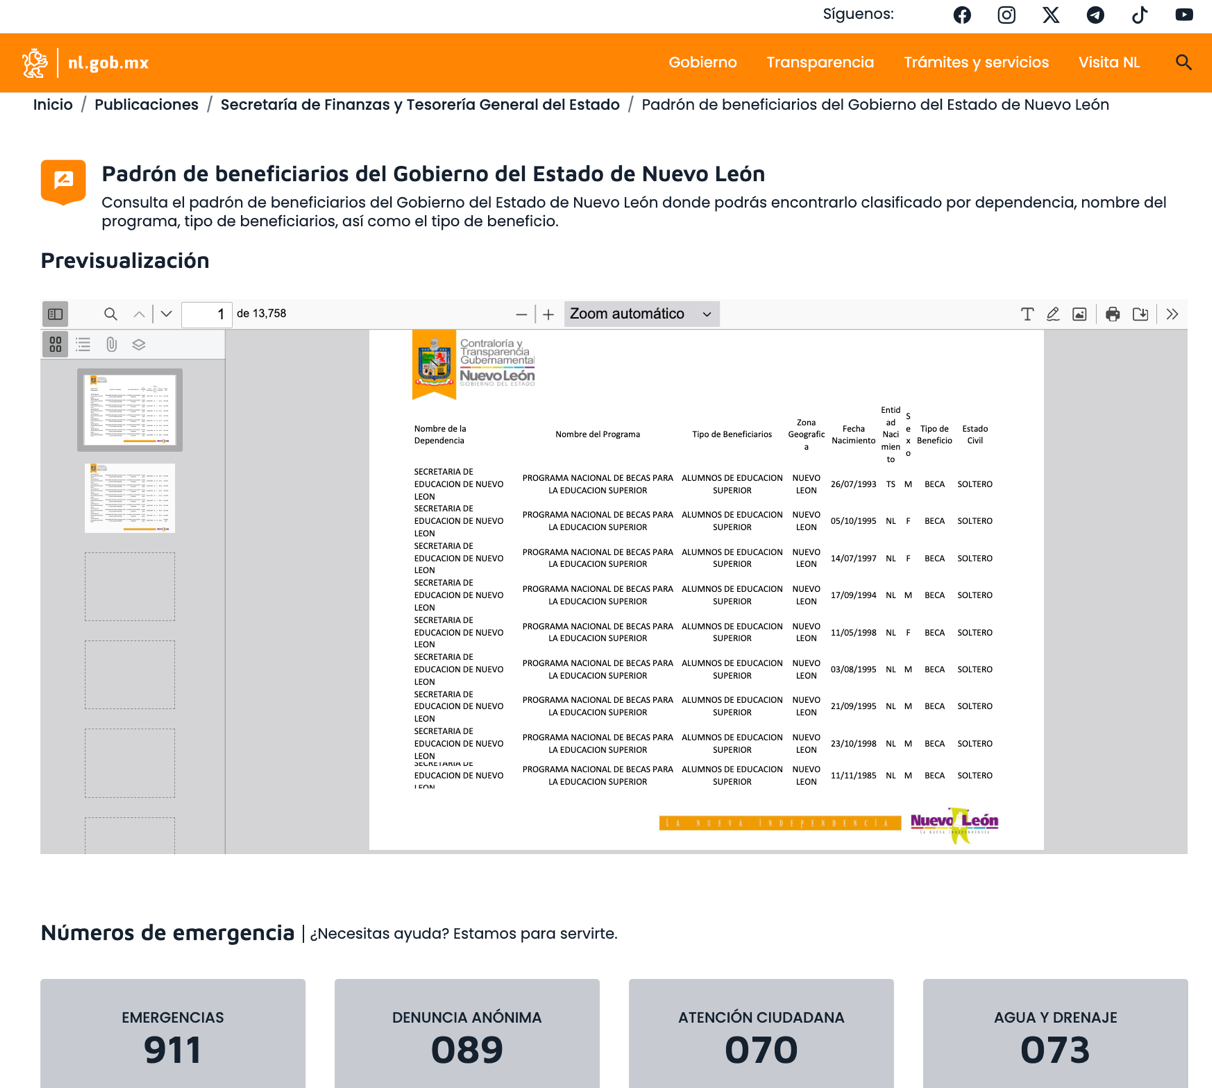 Síguenos:
nl.gob.mx
Gobierno Transparencia Trámites y servicios Visita NL
Inicio / Publicaciones / Secretaría de Finanzas y Tesorería General del Estado / Padrón de beneficiarios del Gobierno del Estado de Nuevo León
Padrón de beneficiarios del Gobierno del Estado de Nuevo León
Consulta el padrón de beneficiarios del Gobierno del Estado de Nuevo León donde podrás encontrarlo clasificado por dependencia, nombre del
programa, tipo de beneficiarios, así como el tipo de beneficio.
Previsualización
1 de 13,758
Zoom automático
Contraloría y
Transparencia
Gubernamental
Nuevo León
GOBIERNO DEL ESTADO
Nombre de la
Dependencia
Nombre del Programa
Tipo de Beneficiarios
Zona
Geografic
a
Fecha
Nacimiento
Entid
ad
Naci
mien
to
S
e
x
o
Tipo de
Beneficio
Estado
Civil
SECRETARIA DE
EDUCACION DE NUEVO
LEON
PROGRAMA NACIONAL DE BECAS PARA
LA EDUCACION SUPERIOR
ALUMNOS DE EDUCACION
SUPERIOR
NUEVO
LEON
26/07/1993 TS M BECA SOLTERO
SECRETARIA DE
EDUCACION DE NUEVO
LEON
PROGRAMA NACIONAL DE BECAS PARA
LA EDUCACION SUPERIOR
ALUMNOS DE EDUCACION
SUPERIOR
NUEVO
LEON
05/10/1995 NL F BECA SOLTERO
SECRETARIA DE
EDUCACION DE NUEVO
LEON
PROGRAMA NACIONAL DE BECAS PARA
LA EDUCACION SUPERIOR
ALUMNOS DE EDUCACION
SUPERIOR
NUEVO
LEON
14/07/1997 NL F BECA SOLTERO
SECRETARIA DE
EDUCACION DE NUEVO
LEON
PROGRAMA NACIONAL DE BECAS PARA
LA EDUCACION SUPERIOR
ALUMNOS DE EDUCACION
SUPERIOR
NUEVO
LEON
17/09/1994 NL M BECA SOLTERO
SECRETARIA DE
EDUCACION DE NUEVO
LEON
PROGRAMA NACIONAL DE BECAS PARA
LA EDUCACION SUPERIOR
ALUMNOS DE EDUCACION
SUPERIOR
NUEVO
LEON
11/05/1998 NL F BECA SOLTERO
SECRETARIA DE
EDUCACION DE NUEVO
LEON
PROGRAMA NACIONAL DE BECAS PARA
LA EDUCACION SUPERIOR
ALUMNOS DE EDUCACION
SUPERIOR
NUEVO
LEON
03/08/1995 NL M BECA SOLTERO
SECRETARIA DE
EDUCACION DE NUEVO
LEON
PROGRAMA NACIONAL DE BECAS PARA
LA EDUCACION SUPERIOR
ALUMNOS DE EDUCACION
SUPERIOR
NUEVO
LEON
21/09/1995 NL M BECA SOLTERO
SECRETARIA DE
EDUCACION DE NUEVO
LEON
PROGRAMA NACIONAL DE BECAS PARA
LA EDUCACION SUPERIOR
ALUMNOS DE EDUCACION
SUPERIOR
NUEVO
LEON
23/10/1998 NL M BECA SOLTERO
SECRETARIA DE
EDUCACION DE NUEVO
LEON
PROGRAMA NACIONAL DE BECAS PARA
LA EDUCACION SUPERIOR
ALUMNOS DE EDUCACION
SUPERIOR
NUEVO
LEON
11/11/1985 NL M BECA SOLTERO
LA NUEVA INDEPENDENCIA
Nuevo León
LA NUEVA INDEPENDENCIA
Números de emergencia | ¿Necesitas ayuda? Estamos para servirte.
EMERGENCIAS
911
DENUNCIA ANÓNIMA
089
ATENCIÓN CIUDADANA
070
AGUA Y DRENAJE
073